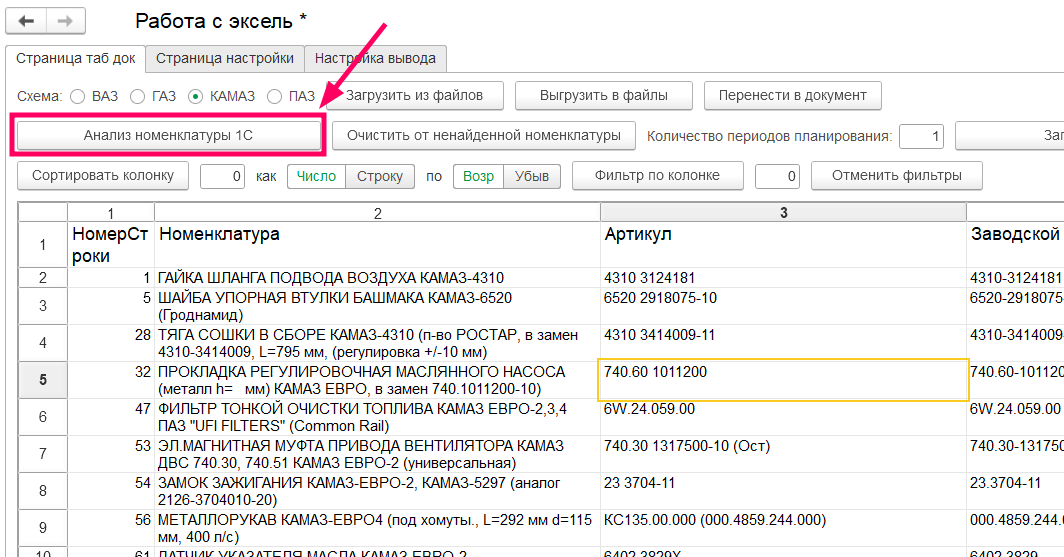 Работа с эксель *
Страница таб док Страница настройки Настройка вывода
Схема: ВАЗ ГАЗ КАМАЗ ПАЗ Загрузить из файлов Выгрузить в файлы Перенести в документ
Анализ номенклатуры 1С Очистить от ненайденной номенклатуры Количество периодов планирования: 1 Заг
Сортировать колонку 0 как Число Строку по Возр Убыв Фильтр по колонке 0 Отменить фильтры
1 2 3
1 НомерСт Номенклатура Артикул Заводской
роки
2 1 ГАЙКА ШЛАНГА ПОДВОДА ВОЗДУХА КАМАЗ-4310 4310 3124181 4310-3124181
3 5 ШАЙБА УПОРНАЯ ВТУЛКИ БАШМАКА КАМАЗ-6520 6520 2918075-10 6520-2918075-
(Гроднамид)
4 28 ТЯГА СОШКИ В СБОРЕ КАМАЗ-4310 (п-во РОСТАР, в замен 4310 3414009-11 4310-3414009-
4310-3414009, L=795 мм, (регулировка +/-10 мм)
5 32 ПРОКЛАДКА РЕГУЛИРОВОЧНАЯ МАСЛЯННОГО НАСОСА 740.60 1011200 740.60-101120
(металл h= мм) КАМАЗ ЕВРО, в замен 740.1011200-10)
6 47 ФИЛЬТР ТОНКОЙ ОЧИСТКИ ТОПЛИВА КАМАЗ ЕВРО-2,3,4 6W.24.059.00 6W.24.059.00
ПАЗ "UFI FILTERS" (Common Rail)
7 53 ЭЛ.МАГНИТНАЯ МУФТА ПРИВОДА ВЕНТИЛЯТОРА КАМАЗ 740.30 1317500-10 (Ост) 740.30-131750
ДВС 740.30, 740.51 КАМАЗ ЕВРО-2 (универсальная)
8 54 ЗАМОК ЗАЖИГАНИЯ КАМАЗ-ЕВРО-2, КАМАЗ-5297 (аналог 23 3704-11 23.3704-11
2126-3704010-20)
9 56 МЕТАЛЛОРУКАВ КАМАЗ-ЕВРО4 (под хомуты., L=292 мм d=115 КС135.00.000 (000.4859.244.000) 000.4859.244.0
мм, 400 л/с)
10 61 ДАТЧИК УКАЗАТЕЛЯ МАСЛА КАМАЗ ЕВРО-2 6402 3829Х 6402.3829